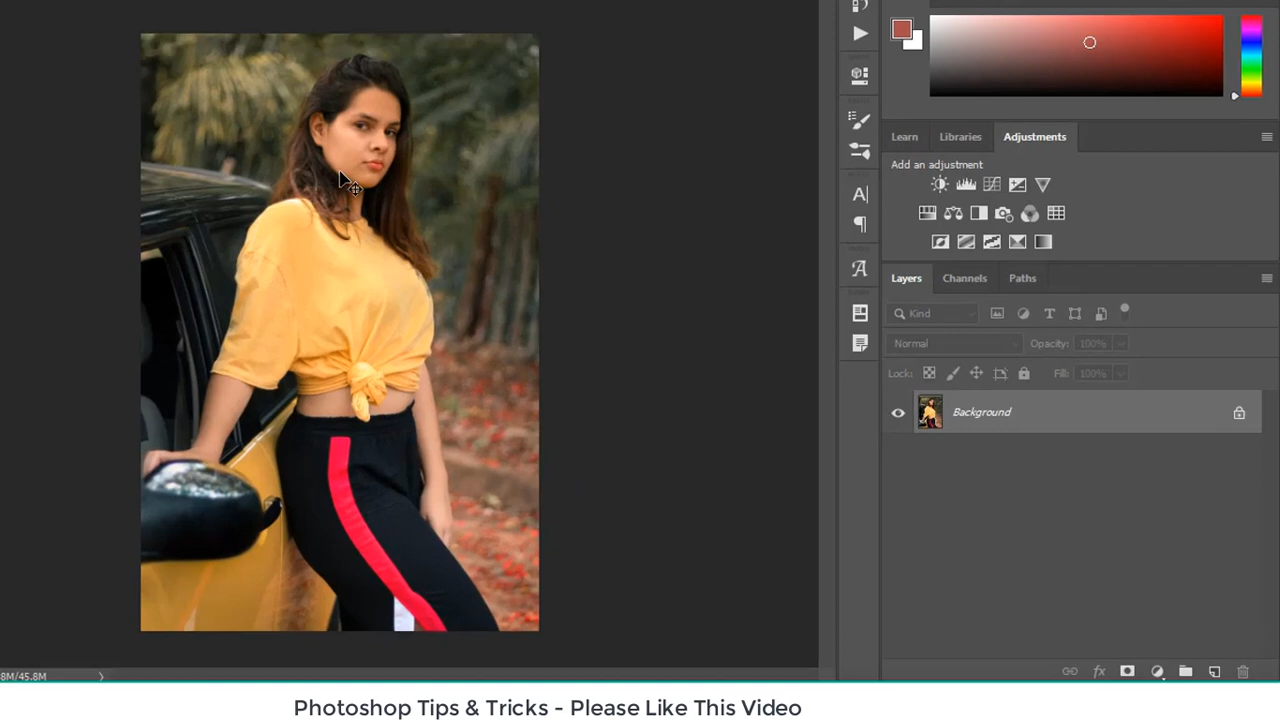 Learn Libraries Adjustments
Add an adjustment
Layers Channels Paths
Kind
Normal Opacity: 100%
Lock: Fill: 100%
Background
8M/45.8M
Photoshop Tips & Tricks - Please Like This Video